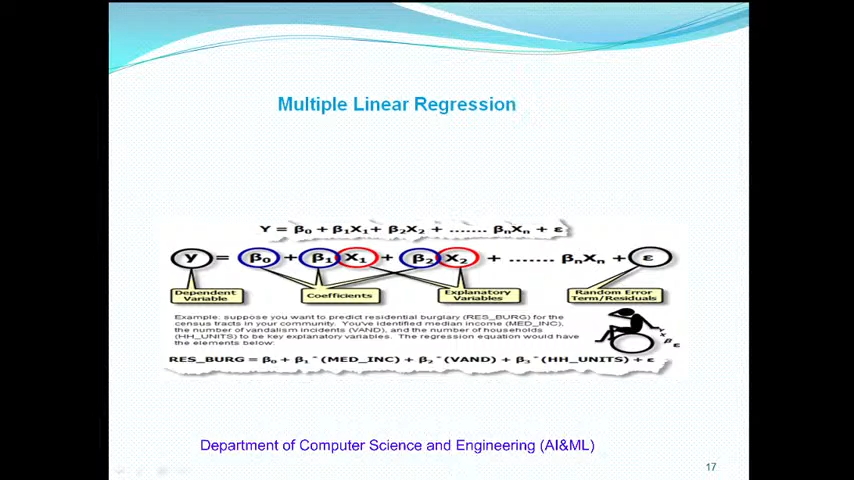 Multiple Linear Regression
Y = β₀ + β₁X₁ + β₂X₂ + ....... βₙXₙ + ε
y = β₀ + β₁ X₁ + β₂ X₂ + ....... βₙXₙ + ε
Dependent Variable
Coefficients
Explanatory Variables
Random Error Term/Residuals
Example: suppose you want to predict residential burglary (RES_BURG) for the
census tracts in your community. You've identified median income (MED_INC),
the number of vandalism incidents (VAND), and the number of households
(HH_UNITS) to be key explanatory variables. The regression equation would have
the elements below:
x β ε
RES_BURG = β₀ + β₁*(MED_INC) + β₂*(VAND) + β₃*(HH_UNITS) + ε
Department of Computer Science and Engineering (AI&ML)
17